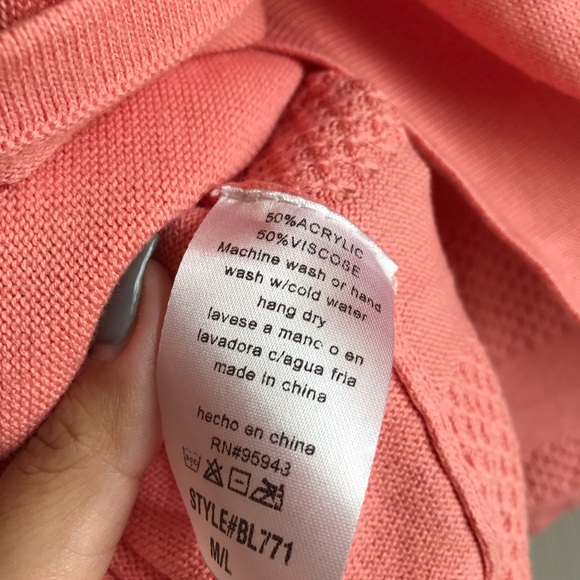 50%ACRYLIC
50%VISCOSE
Machine wash or hand
wash w/cold water
hang dry
lavese a mano o en
lavadora c/agua fria
made in china
hecho en china
RN#95943
STYLE#BL771
M/L